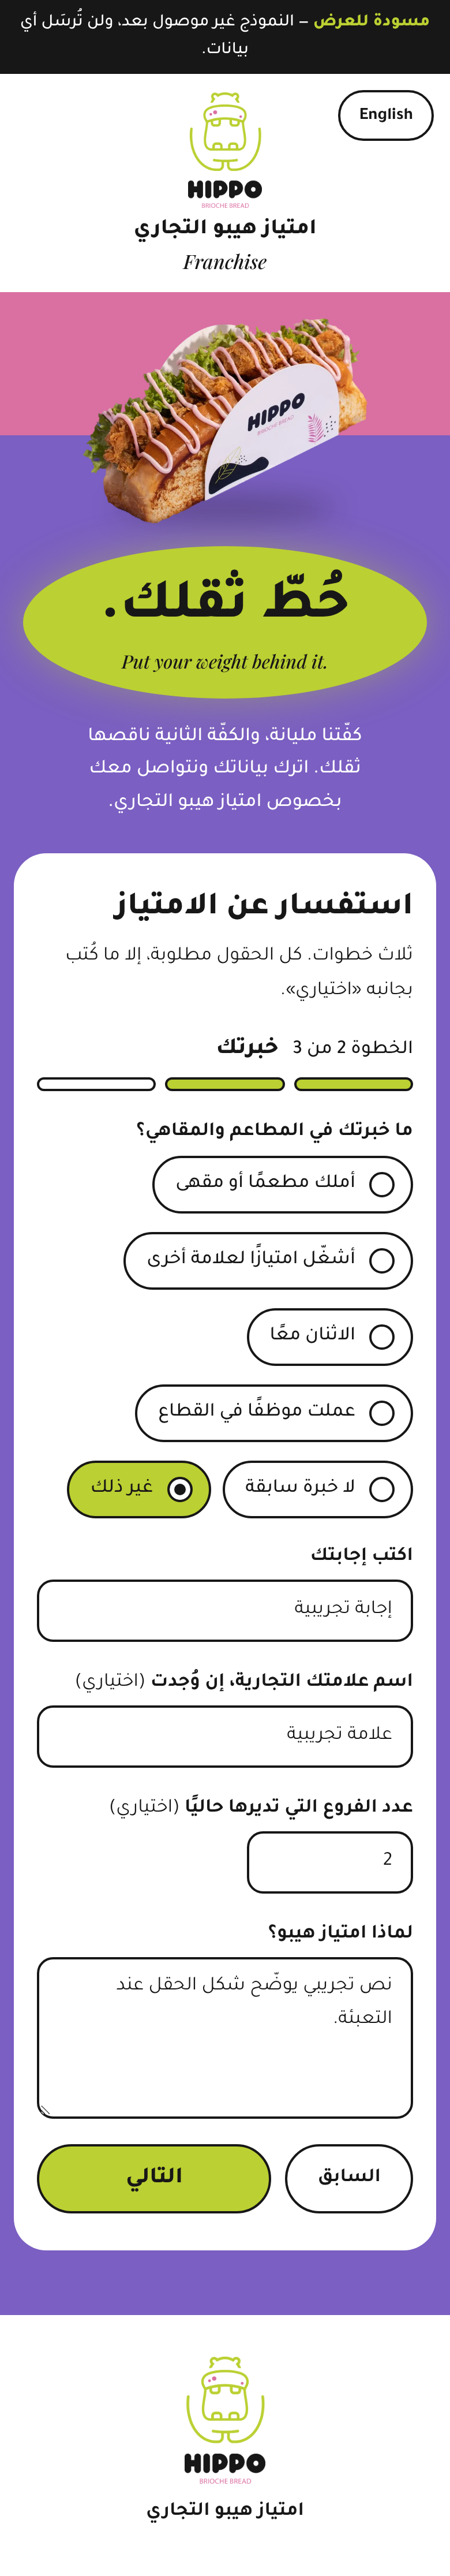 مسودة للعرض – النموذج غير موصول بعد، ولن تُرسَل أي
بيانات.
English
HIPPO
BRIOCHE BREAD
امتياز هيبو التجاري
Franchise
HIPPO
BRIOCHE BREAD
حُطّ ثقلك.
Put your weight behind it.
كفّتنا مليانة، والكفّة الثانية ناقصها
ثقلك. اترك بياناتك ونتواصل معك
بخصوص امتياز هيبو التجاري.
استفسار عن الامتياز
ثلاث خطوات. كل الحقول مطلوبة، إلا ما كُتب
بجانبه «اختياري».
الخطوة 2 من 3 خبرتك
ما خبرتك في المطاعم والمقاهي؟
أملك مطعمًا أو مقهى
أشغّل امتيازًا لعلامة أخرى
الاثنان معًا
عملت موظفًا في القطاع
لا خبرة سابقة
غير ذلك
اكتب إجابتك
إجابة تجريبية
اسم علامتك التجارية، إن وُجدت (اختياري)
علامة تجريبية
عدد الفروع التي تديرها حاليًا (اختياري)
2
لماذا امتياز هيبو؟
نص تجريبي يوضّح شكل الحقل عند
التعبئة.
السابق
التالي
HIPPO
BRIOCHE BREAD
امتياز هيبو التجاري